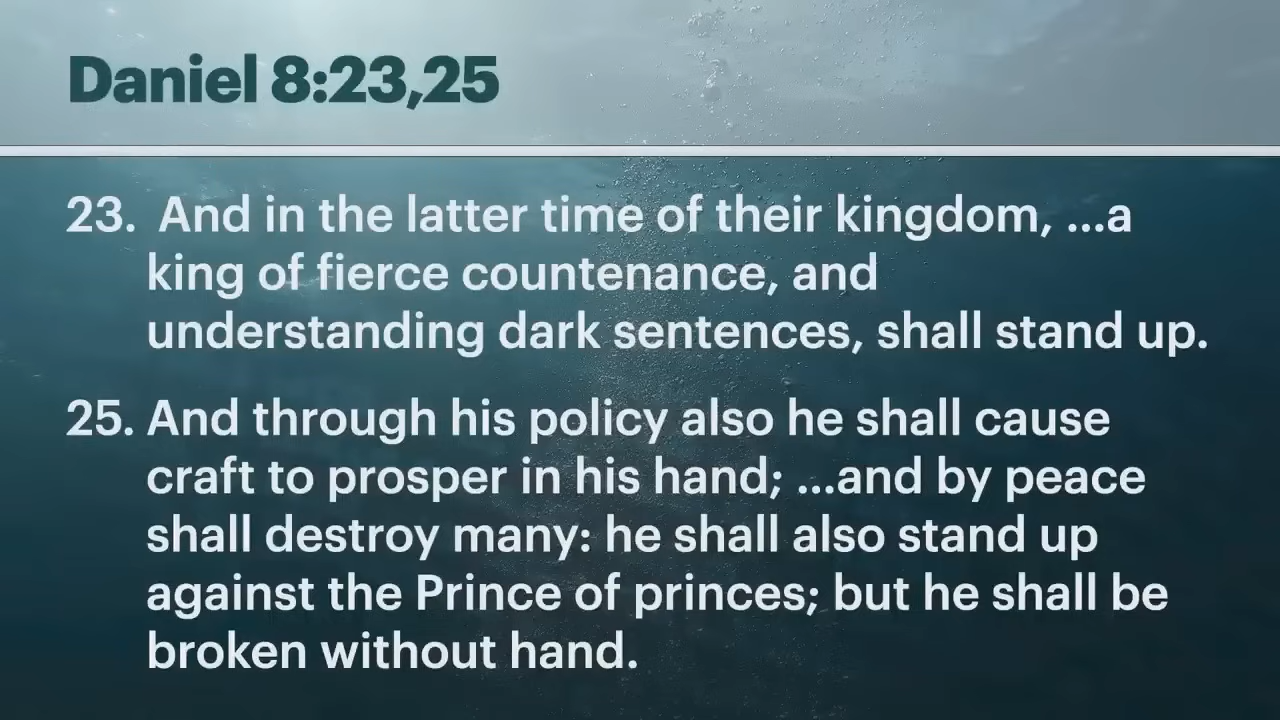 Daniel 8:23,25
23. And in the latter time of their kingdom, ...a
king of fierce countenance, and
understanding dark sentences, shall stand up.
25. And through his policy also he shall cause
craft to prosper in his hand; ...and by peace
shall destroy many: he shall also stand up
against the Prince of princes; but he shall be
broken without hand.